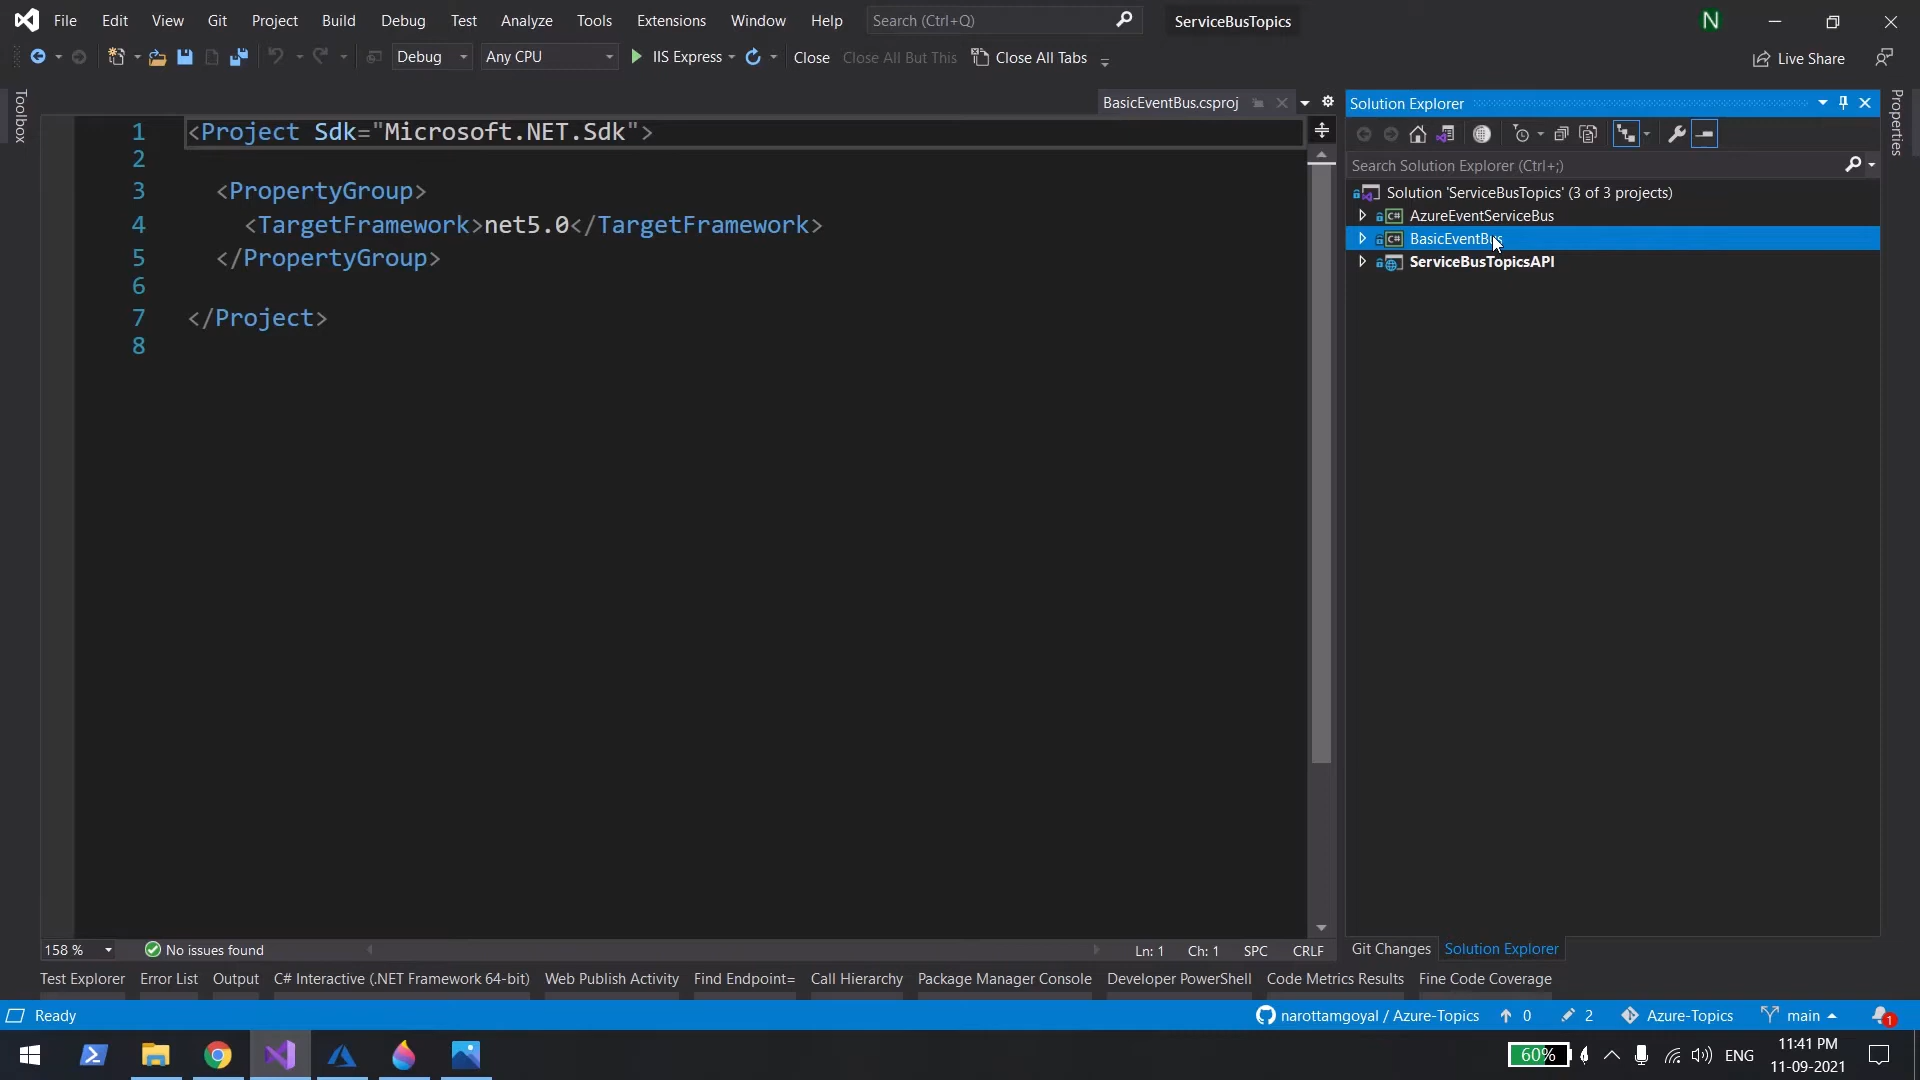 File Edit View Git Project Build Debug Test Analyze Tools Extensions Window Help Search (Ctrl+Q) ServiceBusTopics N
Debug Any CPU IIS Express Close Close All But This Close All Tabs Live Share
Toolbox
BasicEventBus.csproj
1 <Project Sdk="Microsoft.NET.Sdk">
2
3 <PropertyGroup>
4 <TargetFramework>net5.0</TargetFramework>
5 </PropertyGroup>
6
7 </Project>
8
Solution Explorer
Search Solution Explorer (Ctrl+;)
Solution 'ServiceBusTopics' (3 of 3 projects)
C# AzureEventServiceBus
C# BasicEventBus
ServiceBusTopicsAPI
Properties
158 % No issues found Ln: 1 Ch: 1 SPC CRLF
Git Changes Solution Explorer
Test Explorer Error List Output C# Interactive (.NET Framework 64-bit) Web Publish Activity Find Endpoint= Call Hierarchy Package Manager Console Developer PowerShell Code Metrics Results Fine Code Coverage
Ready narottamgoyal / Azure-Topics 0 2 Azure-Topics main 1
60% ENG 11:41 PM
11-09-2021